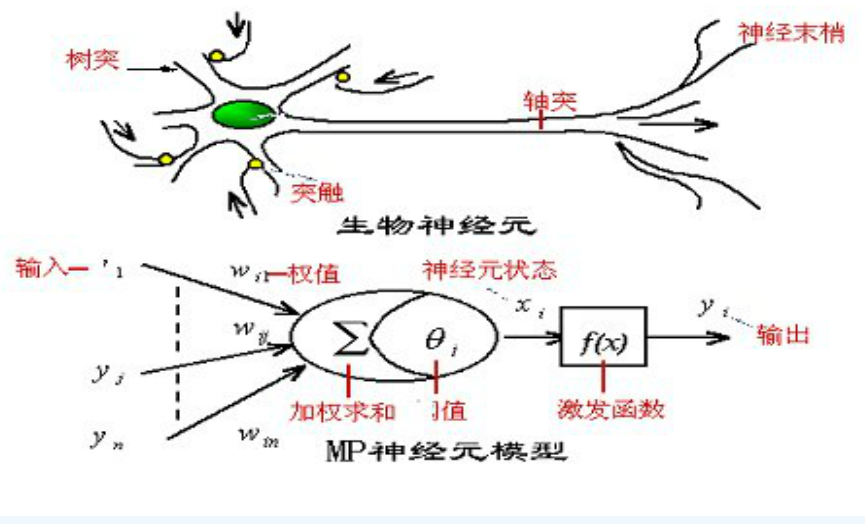 神经末梢
树突
轴突
突触
生物神经元
输入 1 w i1 权值 神经元状态
x i y i 输出
w ij Σ θ i f(x)
y j
加权求和 值 激发函数
y n w in MP神经元模型